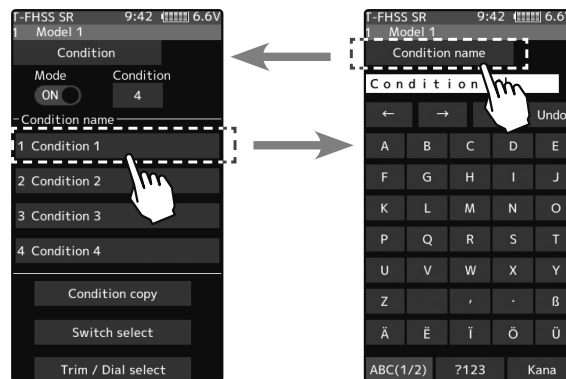 T-FHSS SR 9:42 6.6V
1 Model 1
Condition
Mode Condition
ON 4
Condition name
1 Condition 1
2 Condition 2
3 Condition 3
4 Condition 4
Condition copy
Switch select
Trim / Dial select
T-FHSS SR 9:42 6.6
1 Model 1
Condition name
Condition
← → Undo
A B C D E
F G H I J
K L M N O
P Q R S T
U V W X Y
Z , · ß
Ä Ë Ï Ö Ü
ABC(1/2) ?123 Kana